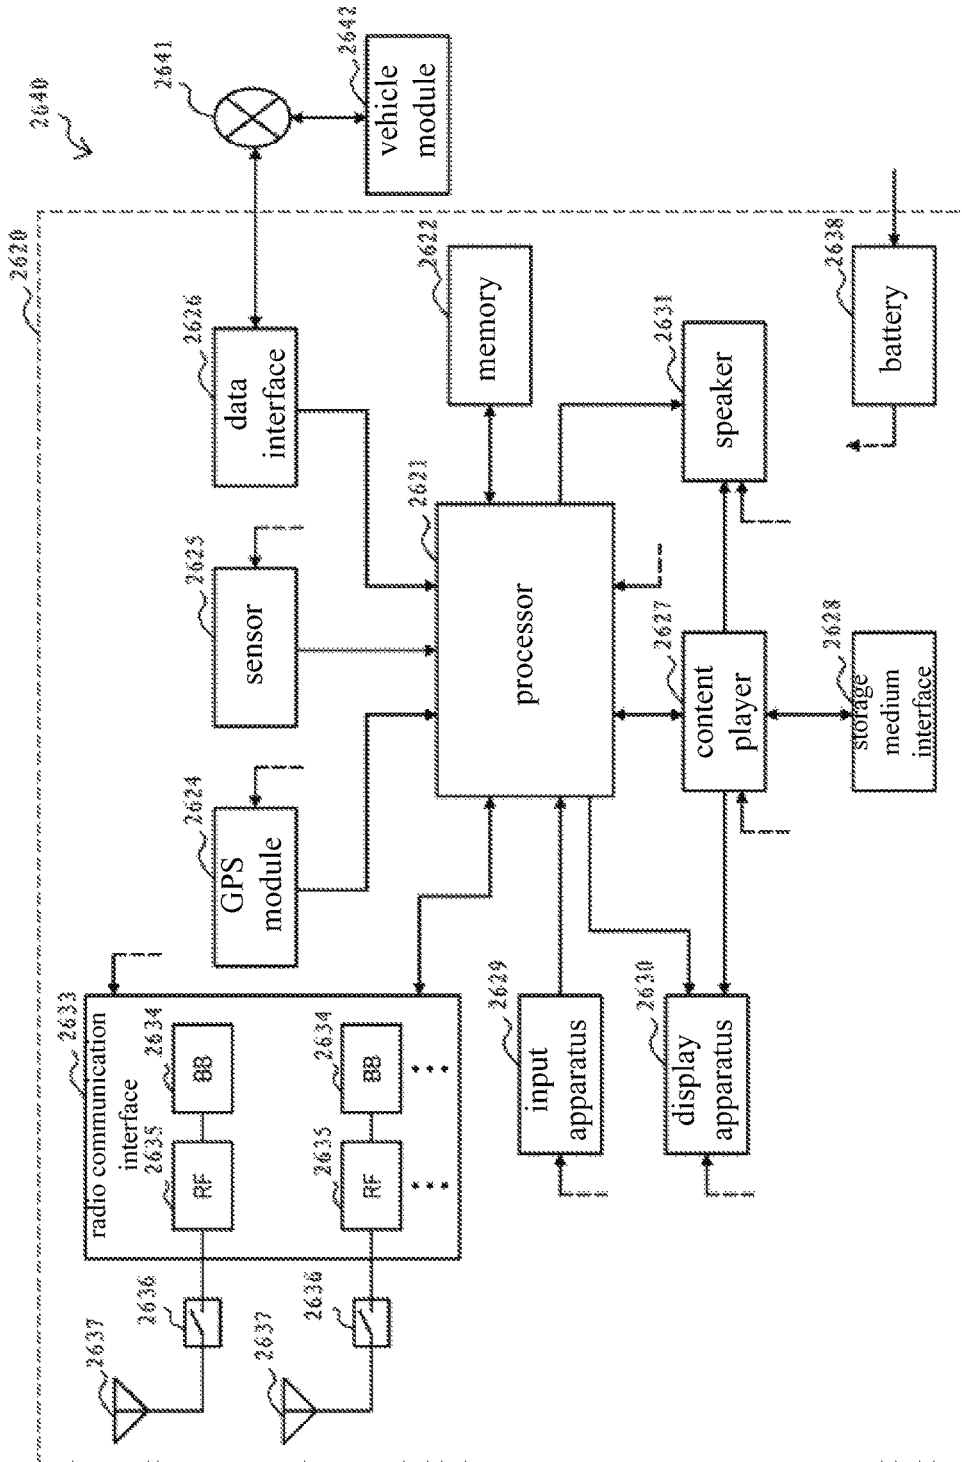 2640
2620
2641
2642
vehicle
module
2626
data
interface
2622
memory
2638
battery
2631
speaker
2625
sensor
2621
processor
2627
content
player
2628
storage
medium
interface
2624
GPS
module
2633
radio communication
interface
2634
BB
2635
RF
2634
BB
2635
RF
2629
input
apparatus
2630
display
apparatus
2636
2636
2637
2637